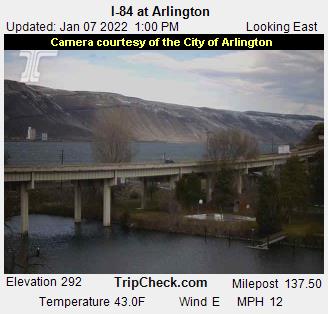 I-84 at Arlington
Updated: Jan 07 2022 1:00 PM Looking East
Camera courtesy of the City of Arlington
Elevation 292 TripCheck.com Milepost 137.50
Temperature 43.0F Wind E MPH 12